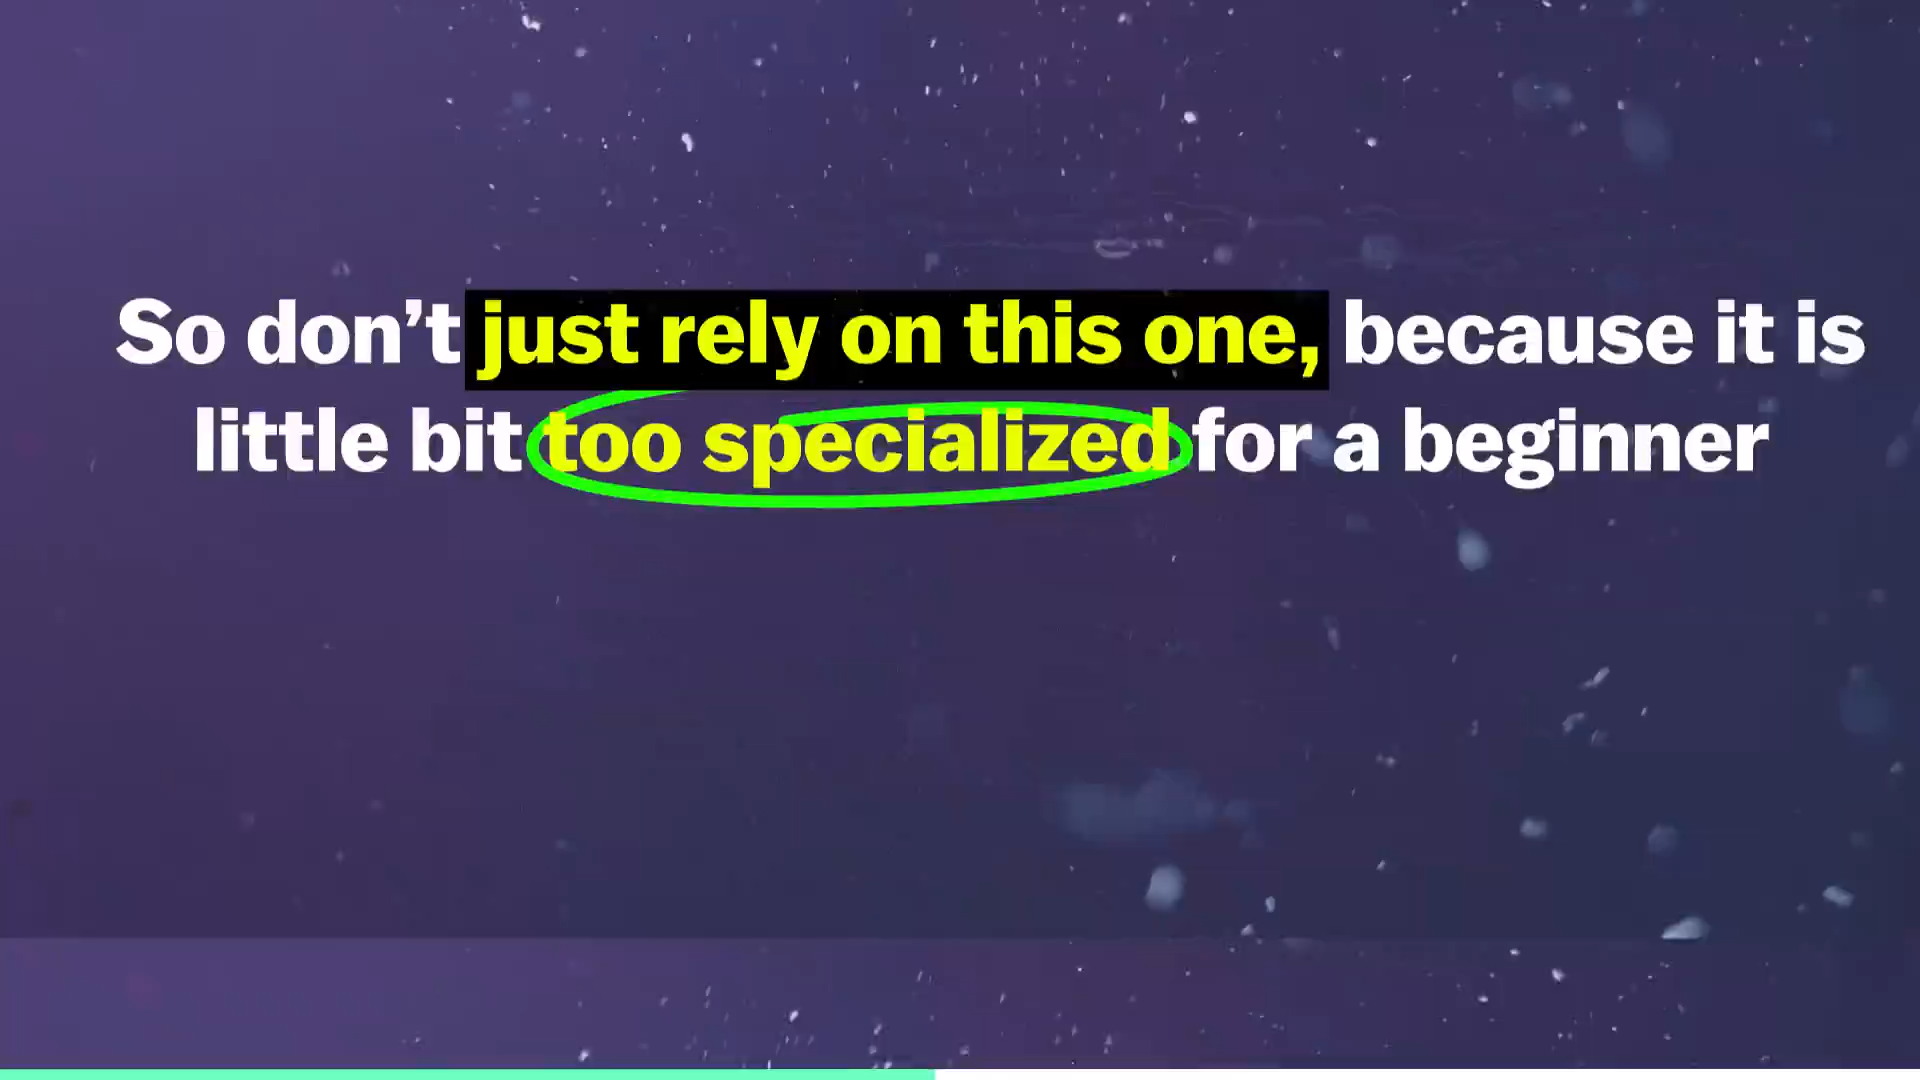 So don’t just rely on this one, because it is
little bit too specialized for a beginner